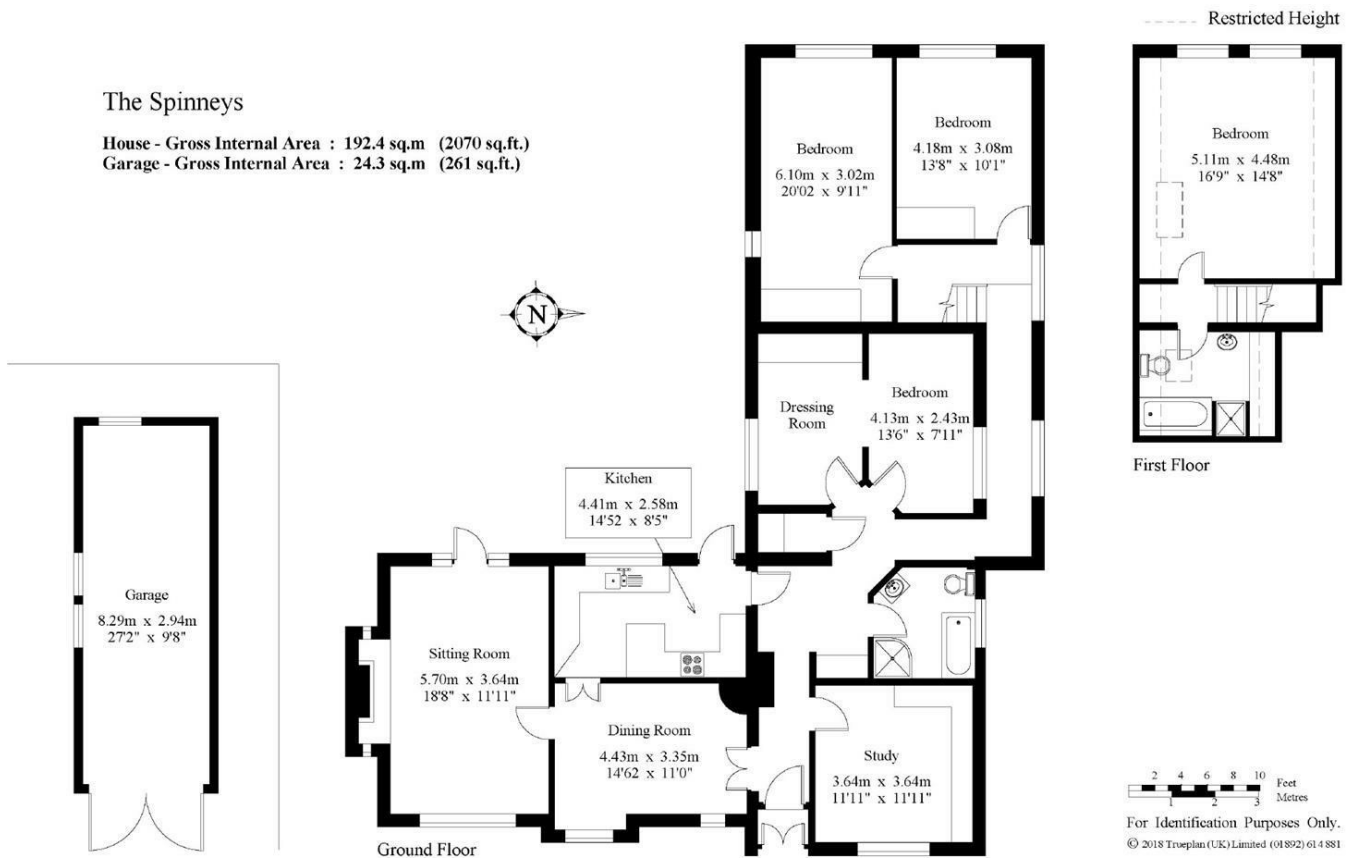 Restricted Height
The Spinneys
House - Gross Internal Area : 192.4 sq.m (2070 sq.ft.)
Garage - Gross Internal Area : 24.3 sq.m (261 sq.ft.)
Bedroom
6.10m x 3.02m
20'02 x 9'11"
Bedroom
4.18m x 3.08m
13'8" x 10'1"
Bedroom
5.11m x 4.48m
16'9" x 14'8"
N
Dressing
Room
Bedroom
4.13m x 2.43m
13'6" x 7'11"
First Floor
Kitchen
4.41m x 2.58m
14'52 x 8'5"
Garage
8.29m x 2.94m
27'2" x 9'8"
Sitting Room
5.70m x 3.64m
18'8" x 11'11"
Dining Room
4.43m x 3.35m
14'62 x 11'0"
Study
3.64m x 3.64m
11'11" x 11'11"
Ground Floor
2 4 6 8 10 Feet
1 2 3 Metres
For Identification Purposes Only.
© 2018 Trueplan (UK) Limited (01892) 614 881